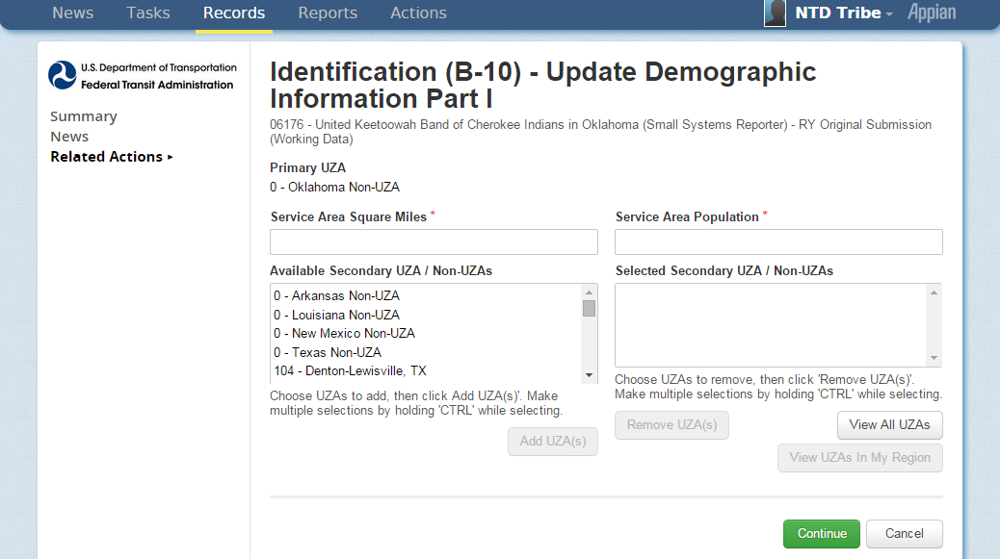 News Tasks Records Reports Actions NTD Tribe Appian
U.S. Department of Transportation
Federal Transit Administration
Summary
News
Related Actions
Identification (B-10) - Update Demographic
Information Part I
06176 - United Keetoowah Band of Cherokee Indians in Oklahoma (Small Systems Reporter) - RY Original Submission
(Working Data)
Primary UZA
0 - Oklahoma Non-UZA
Service Area Square Miles * Service Area Population *
Available Secondary UZA / Non-UZAs Selected Secondary UZA / Non-UZAs
0 - Arkansas Non-UZA
0 - Louisiana Non-UZA
0 - New Mexico Non-UZA
0 - Texas Non-UZA
104 - Denton-Lewisville, TX
Choose UZAs to add, then click Add UZA(s)'. Make
multiple selections by holding 'CTRL' while selecting.
Add UZA(s)
Choose UZAs to remove, then click 'Remove UZA(s)'.
Make multiple selections by holding 'CTRL' while selecting.
Remove UZA(s) View All UZAs
View UZAs In My Region
Continue Cancel